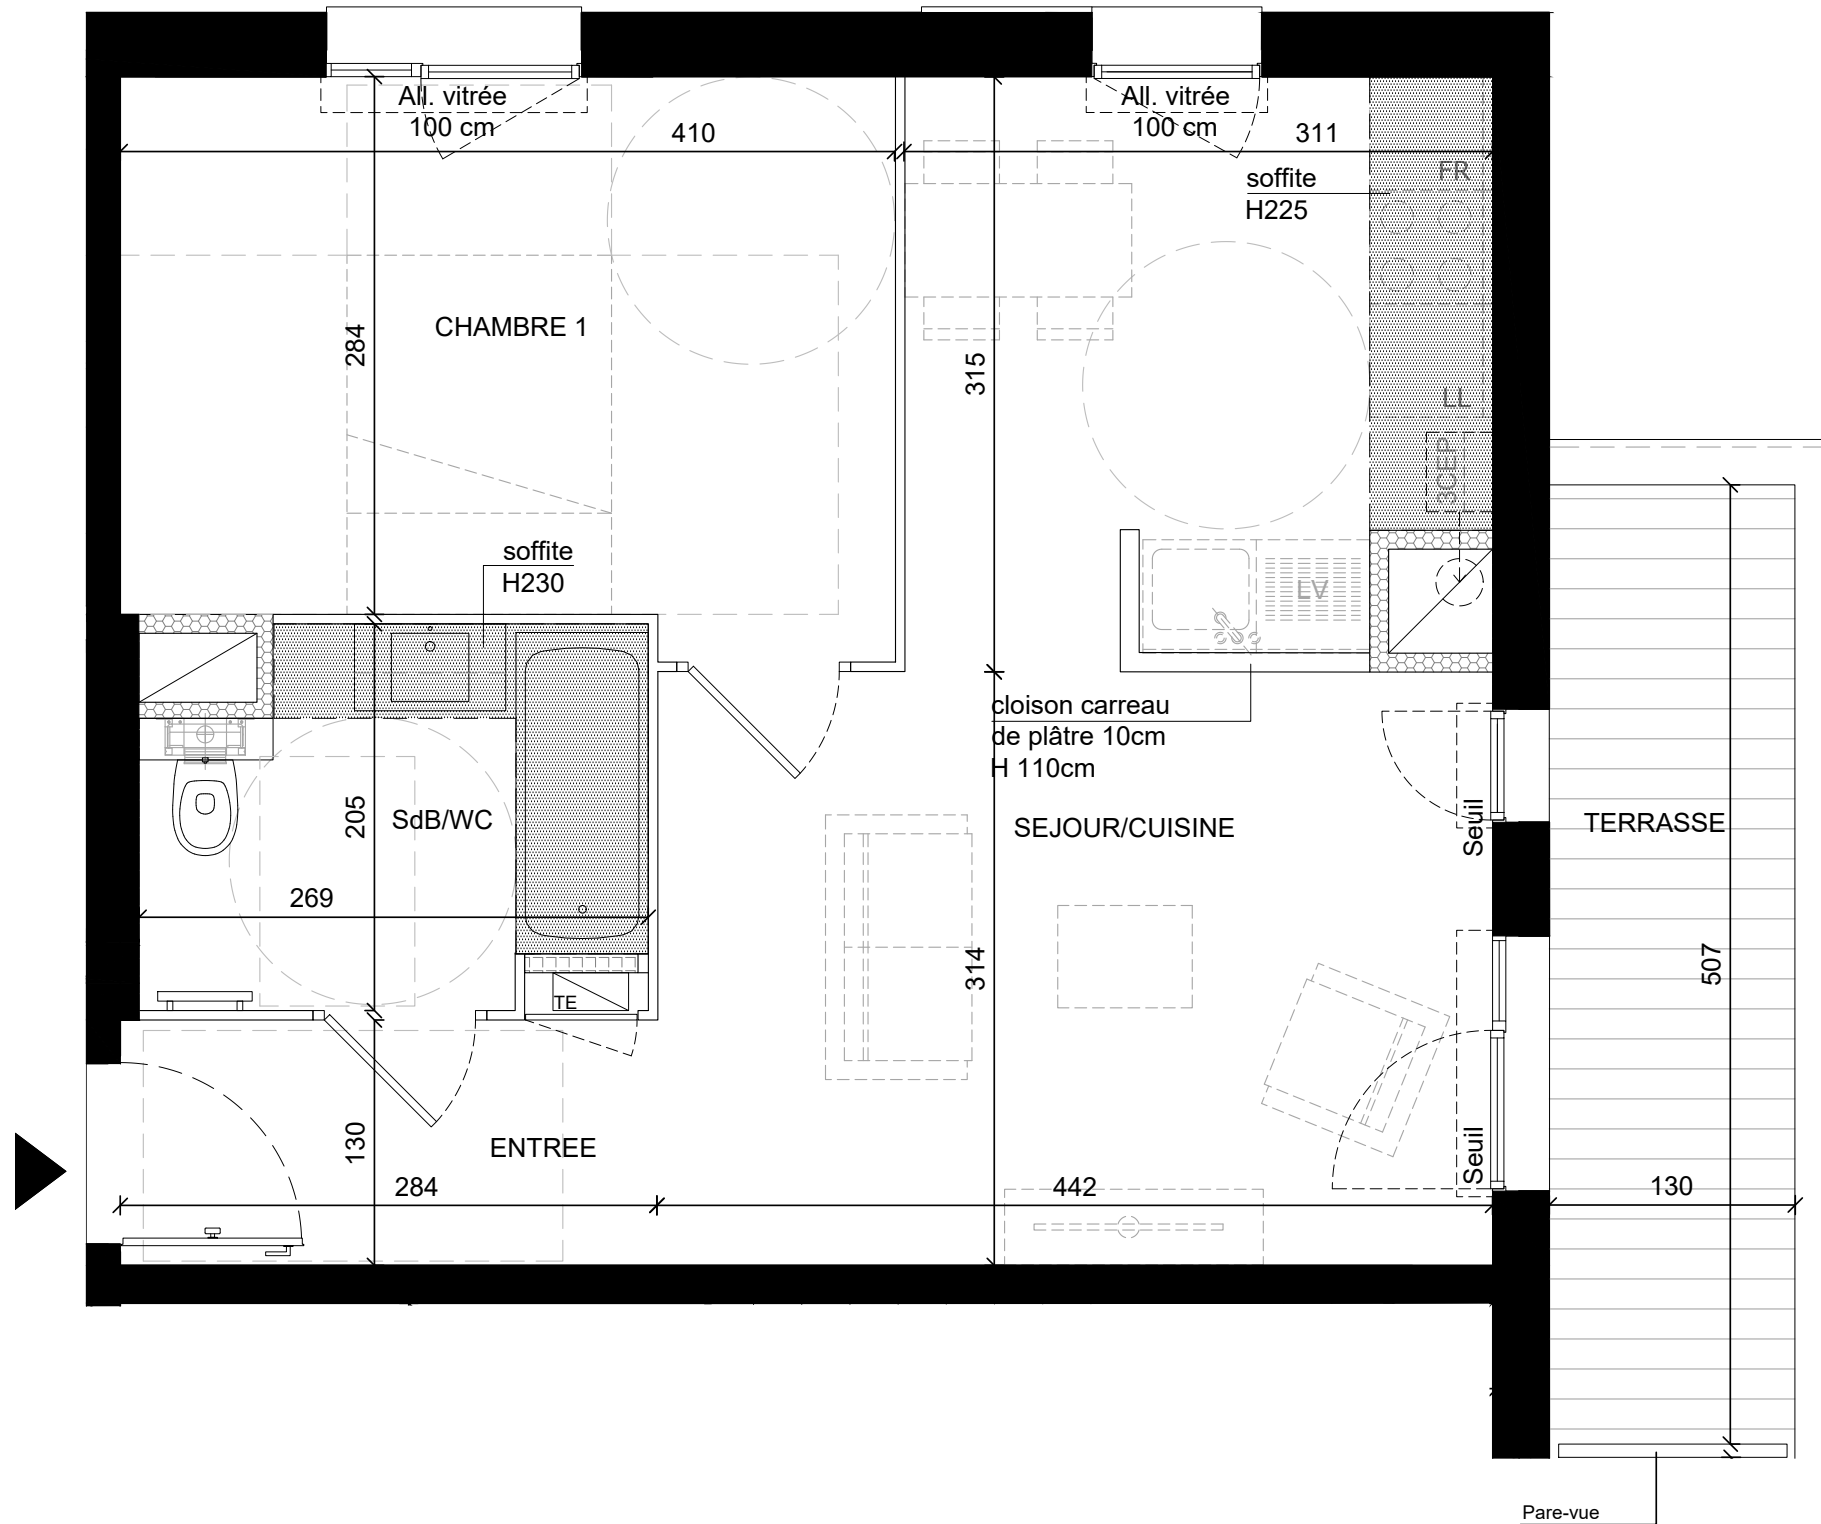 All. vitrée
100 cm
410
All. vitrée
100 cm
311
soffite
H225
FR
CHAMBRE 1
284
315
LL
3CEP
soffite
H230
LV
cloison carreau
de plâtre 10cm
H 110cm
205
SdB/WC
SEJOUR/CUISINE
Seuil
TERRASSE
269
314
507
TE
130
ENTREE
Seuil
284
442
130
Pare-vue